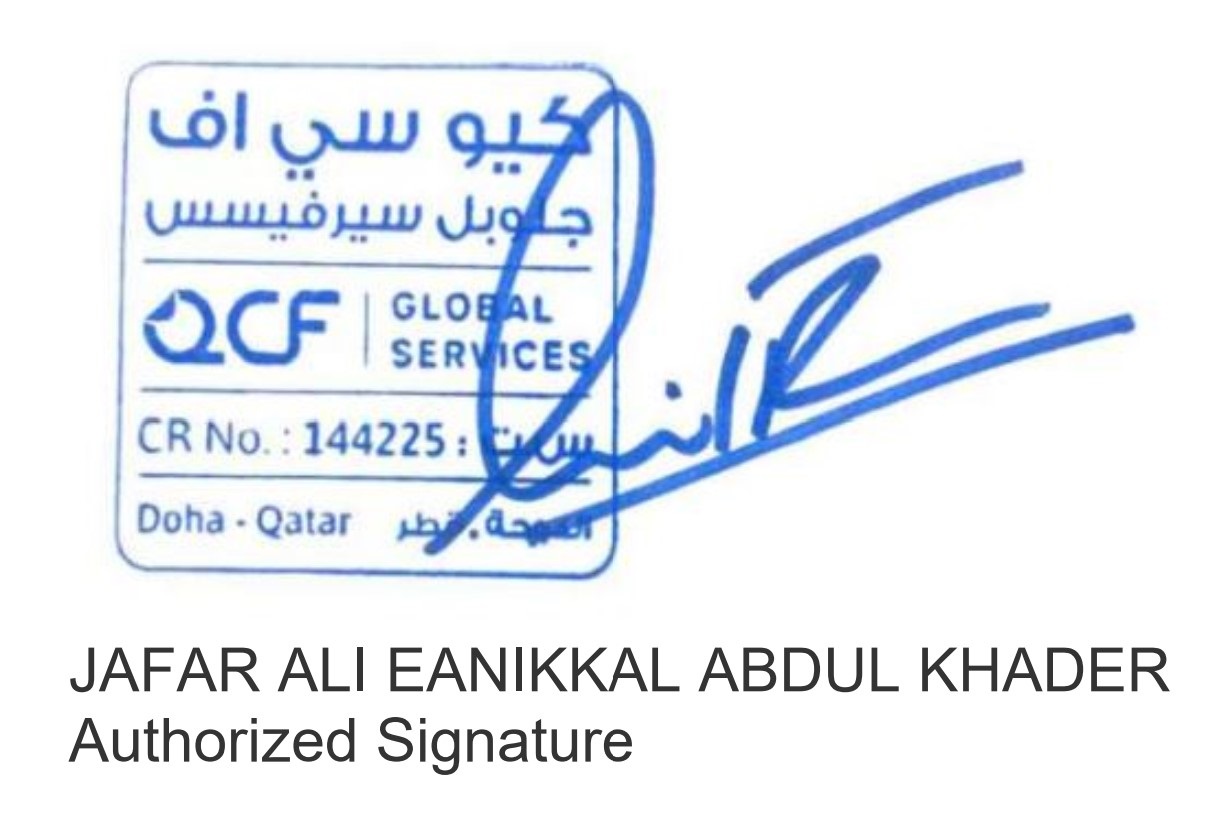 كيو سي اف
جلوبل سيرفيسس
QCF | GLOBAL
SERVICES
CR No. : 144225 : س.ت
Doha - Qatar الدوحة. قطر
JAFAR ALI EANIKKAL ABDUL KHADER
Authorized Signature